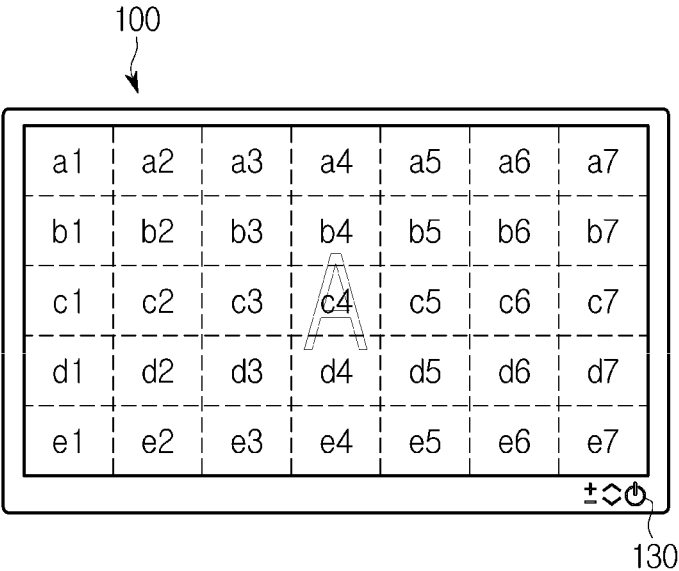 100
a1 a2 a3 a4 a5 a6 a7
b1 b2 b3 b4 b5 b6 b7
A
c1 c2 c3 c4 c5 c6 c7
d1 d2 d3 d4 d5 d6 d7
e1 e2 e3 e4 e5 e6 e7
130